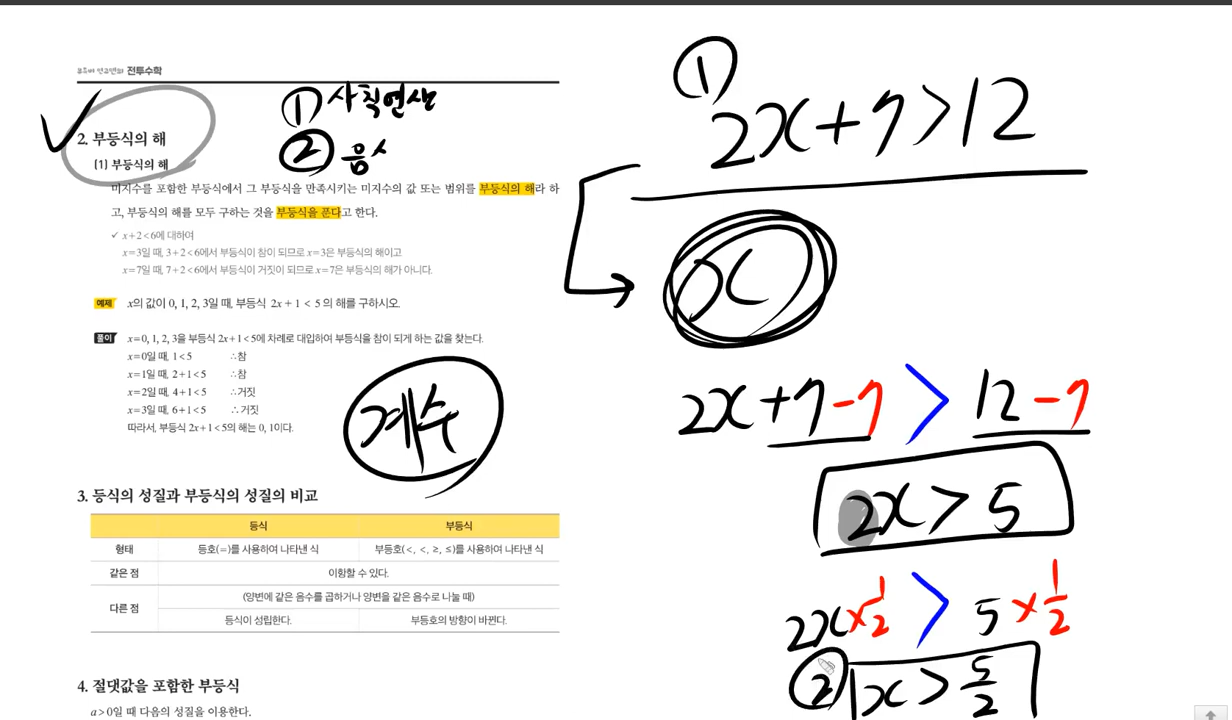 전투수학
① 사칙연산
② 음
2. 부등식의 해
(1) 부등식의 해
미지수를 포함한 부등식에서 그 부등식을 만족시키는 미지수의 값 또는 범위를 부등식의 해라 하
고, 부등식의 해를 모두 구하는 것을 부등식을 푼다고 한다.
✓ x+2<6에 대하여
x=3일 때, 3+2<6에서 부등식이 참이 되므로 x=3은 부등식의 해이고
x=7일 때, 7+2<6에서 부등식이 거짓이 되므로 x=7은 부등식의 해가 아니다.
예제 x의 값이 0, 1, 2, 3일 때, 부등식 2x+1<5의 해를 구하시오.
풀이 x=0, 1, 2, 3을 부등식 2x+1<5에 차례로 대입하여 부등식을 참이 되게 하는 값을 찾는다.
x=0일 때, 1<5 ∴참
x=1일 때, 2+1<5 ∴참
x=2일 때, 4+1<5 ∴거짓
x=3일 때, 6+1<5 ∴거짓
따라서, 부등식 2x+1<5의 해는 0, 1이다.
계수
3. 등식의 성질과 부등식의 성질의 비교
등식 부등식
형태 등호(=)를 사용하여 나타낸 식 부등호(<, <, ≥, ≤)를 사용하여 나타낸 식
같은 점 이항할 수 있다.
다른 점 (양변에 같은 음수를 곱하거나 양변을 같은 음수로 나눌 때)
등식이 성립한다. 부등호의 방향이 바뀐다.
4. 절댓값을 포함한 부등식
a>0일 때 다음의 성질을 이용한다.
① 2x+7>12
x
2x+7-7 > 12-7
2x>5
2x×1/2 > 5×1/2
② x>5/2